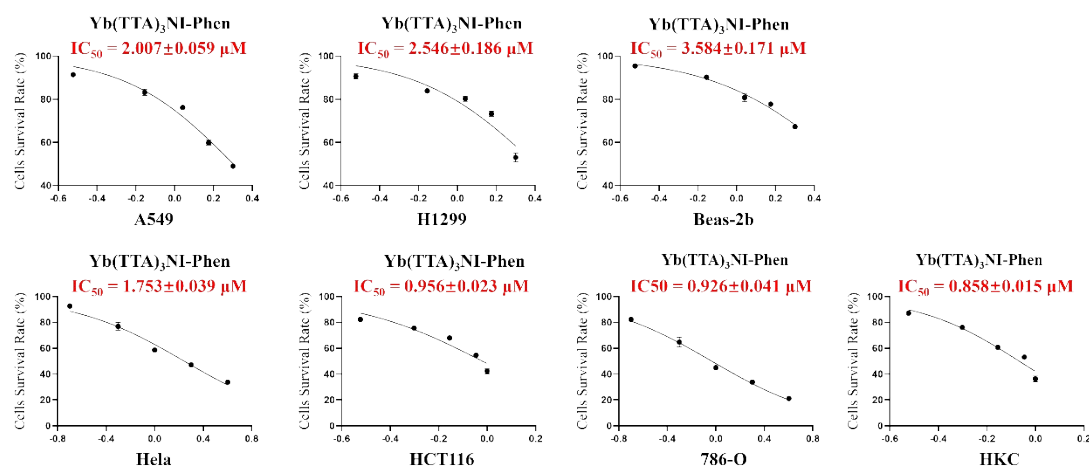 Yb(TTA)₃NI-Phen
IC₅₀ = 2.007±0.059 μM
Cells Survival Rate (%)
100
80
60
40
-0.6 -0.4 -0.2 0.0 0.2 0.4
A549
Yb(TTA)₃NI-Phen
IC₅₀ = 2.546±0.186 μM
Cells Survival Rate (%)
100
80
60
40
-0.6 -0.4 -0.2 0.0 0.2 0.4
H1299
Yb(TTA)₃NI-Phen
IC₅₀ = 3.584±0.171 μM
Cells Survival Rate (%)
100
80
60
40
-0.6 -0.4 -0.2 0.0 0.2 0.4
Beas-2b
Yb(TTA)₃NI-Phen
IC₅₀ = 1.753±0.039 μM
Cells Survival Rate (%)
100
80
60
40
20
0
-0.8 -0.4 0.0 0.4 0.8
Hela
Yb(TTA)₃NI-Phen
IC₅₀ = 0.956±0.023 μM
Cells Survival Rate (%)
100
80
60
40
20
0
-0.6 -0.4 -0.2 0.0 0.2
HCT116
Yb(TTA)₃NI-Phen
IC50 = 0.926±0.041 μM
Cells Survival Rate (%)
100
80
60
40
20
0
-0.8 -0.4 0.0 0.4 0.8
786-O
Yb(TTA)₃NI-Phen
IC₅₀ = 0.858±0.015 μM
Cells Survival Rate (%)
100
80
60
40
20
0
-0.6 -0.4 -0.2 0.0 0.2
HKC